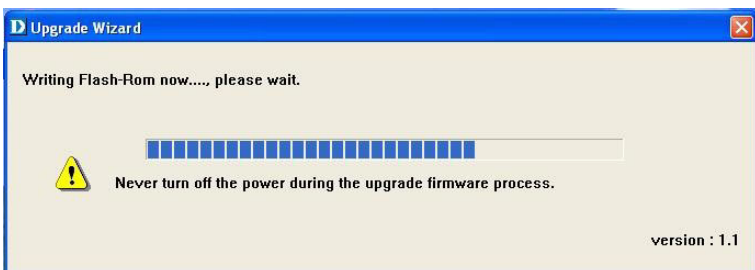 D Upgrade Wizard
Writing Flash-Rom now...., please wait.
Never turn off the power during the upgrade firmware process.
version : 1.1